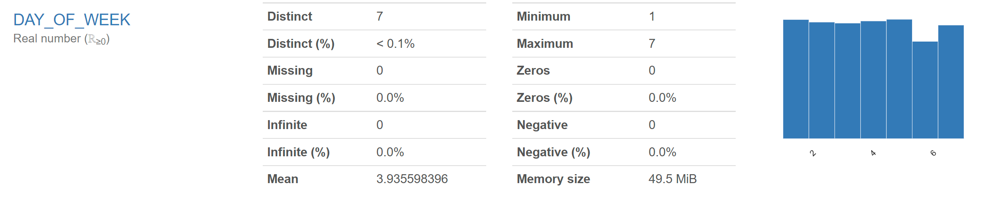 DAY_OF_WEEK
Real number (ℝ≥0)
Distinct 7
Distinct (%) < 0.1%
Missing 0
Missing (%) 0.0%
Infinite 0
Infinite (%) 0.0%
Mean 3.935598396
Minimum 1
Maximum 7
Zeros 0
Zeros (%) 0.0%
Negative 0
Negative (%) 0.0%
Memory size 49.5 MiB
2 4 6